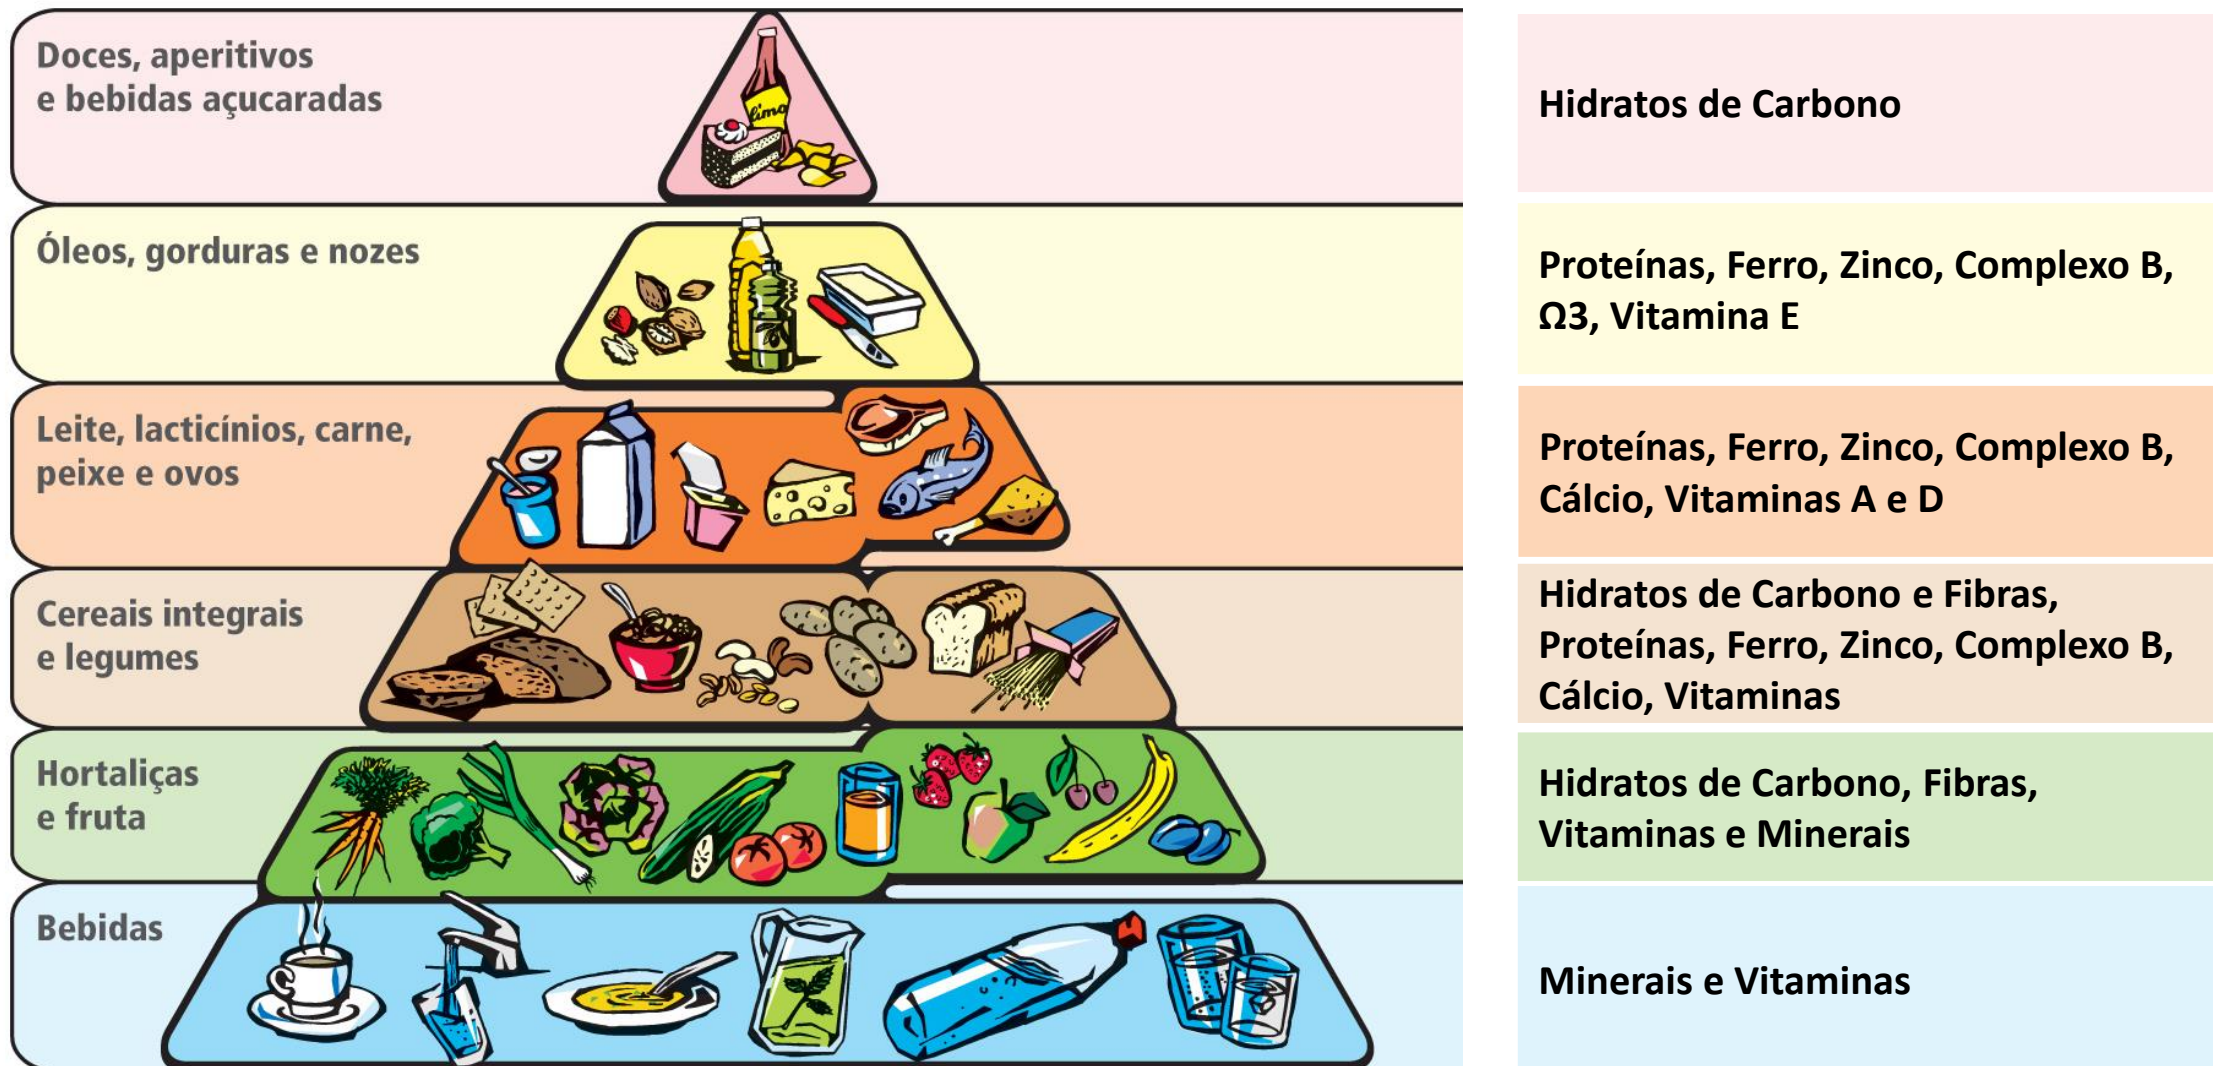 Doces, aperitivos
e bebidas açucaradas
limo
Hidratos de Carbono
Óleos, gorduras e nozes
Proteínas, Ferro, Zinco, Complexo B,
Ω3, Vitamina E
Leite, lacticínios, carne,
peixe e ovos
Proteínas, Ferro, Zinco, Complexo B,
Cálcio, Vitaminas A e D
Cereais integrais
e legumes
Hidratos de Carbono e Fibras,
Proteínas, Ferro, Zinco, Complexo B,
Cálcio, Vitaminas
Hortaliças
e fruta
Hidratos de Carbono, Fibras,
Vitaminas e Minerais
Bebidas
Minerais e Vitaminas